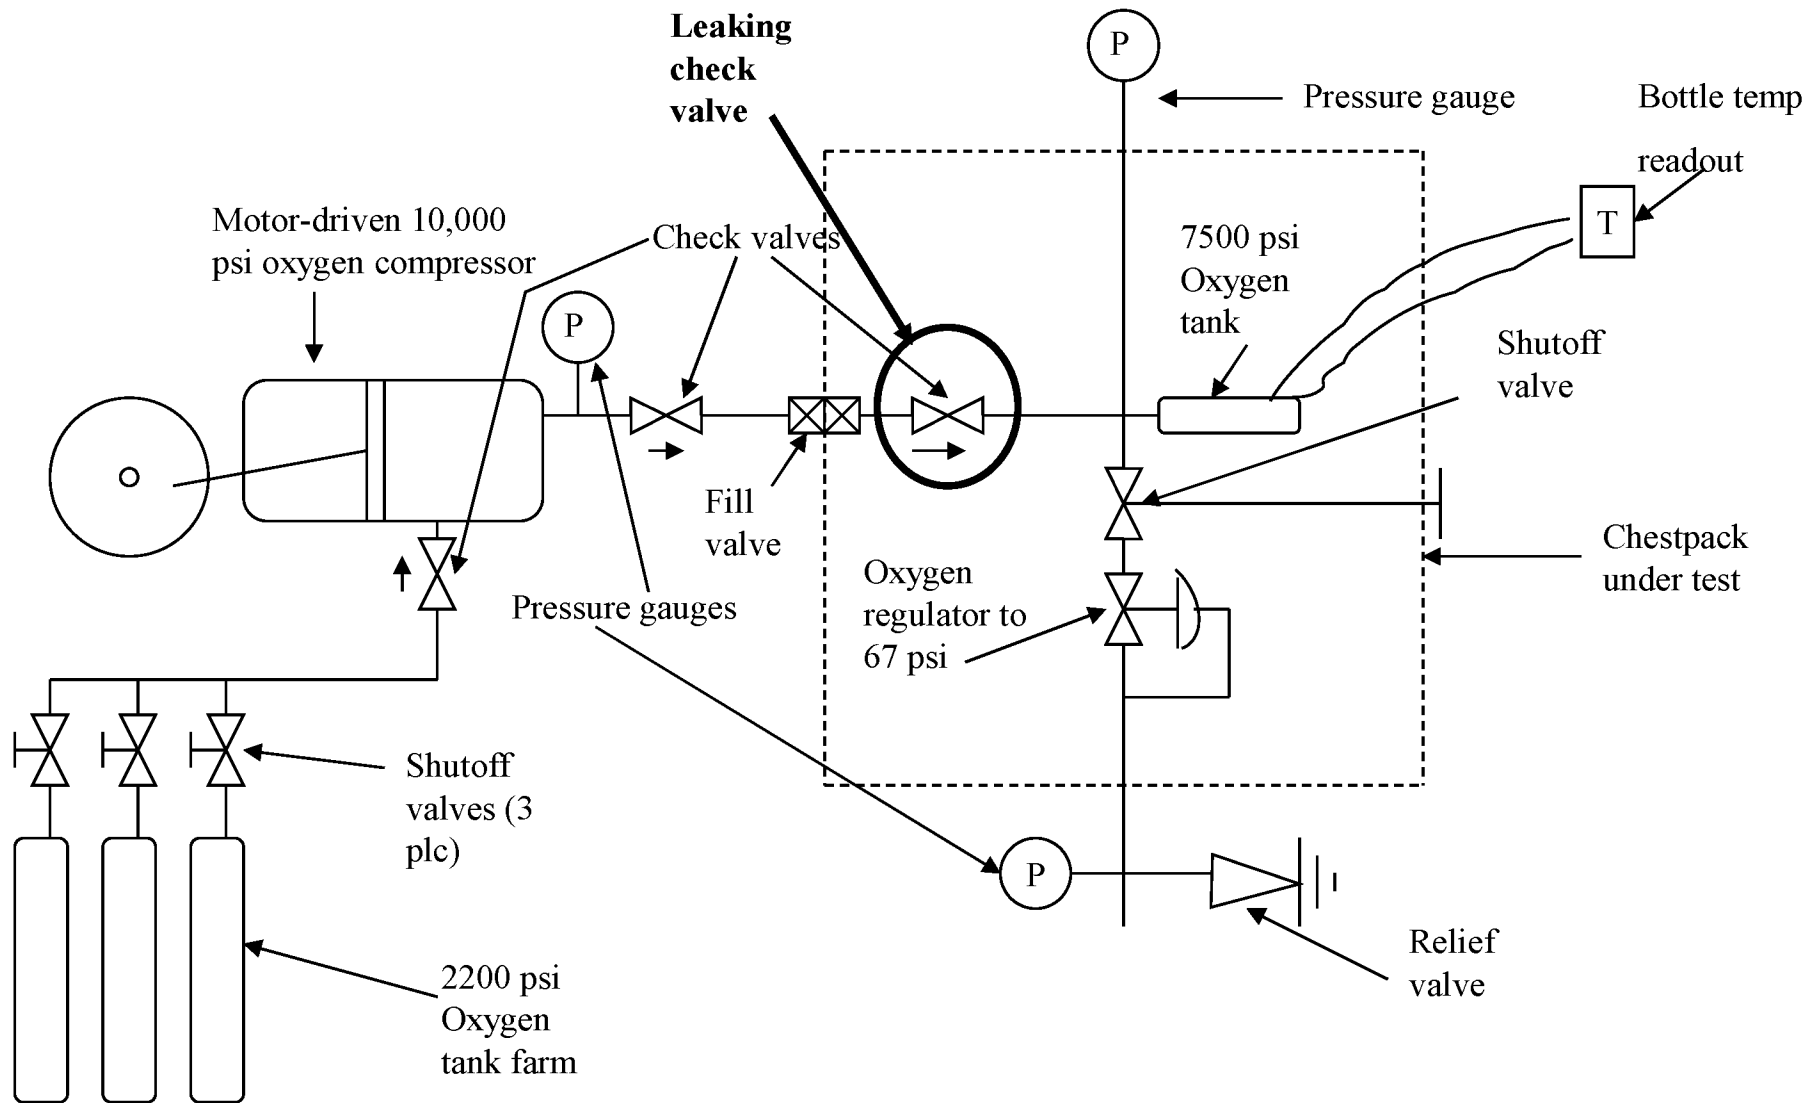 Leaking
check
valve
P
Pressure gauge
Bottle temp
readout
T
Motor-driven 10,000
psi oxygen compressor
Check valves
7500 psi
Oxygen
tank
P
Shutoff
valve
Fill
valve
Chestpack
under test
Oxygen
regulator to
67 psi
Pressure gauges
Shutoff
valves (3
plc)
P
Relief
valve
2200 psi
Oxygen
tank farm